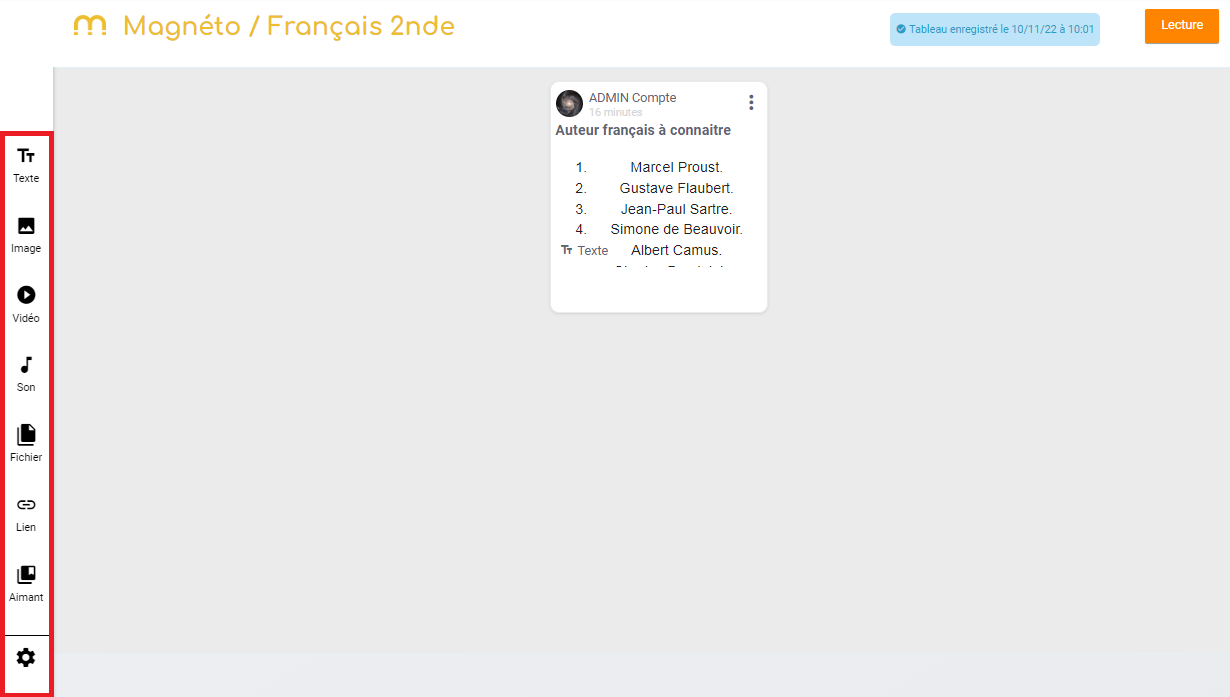 Magnéto / Français 2nde
Tableau enregistré le 10/11/22 à 10:01
Lecture
Texte
Image
Vidéo
Son
Fichier
Lien
Aimant
ADMIN Compte
16 minutes
Auteur français à connaitre
1. Marcel Proust.
2. Gustave Flaubert.
3. Jean-Paul Sartre.
4. Simone de Beauvoir.
Texte Albert Camus.